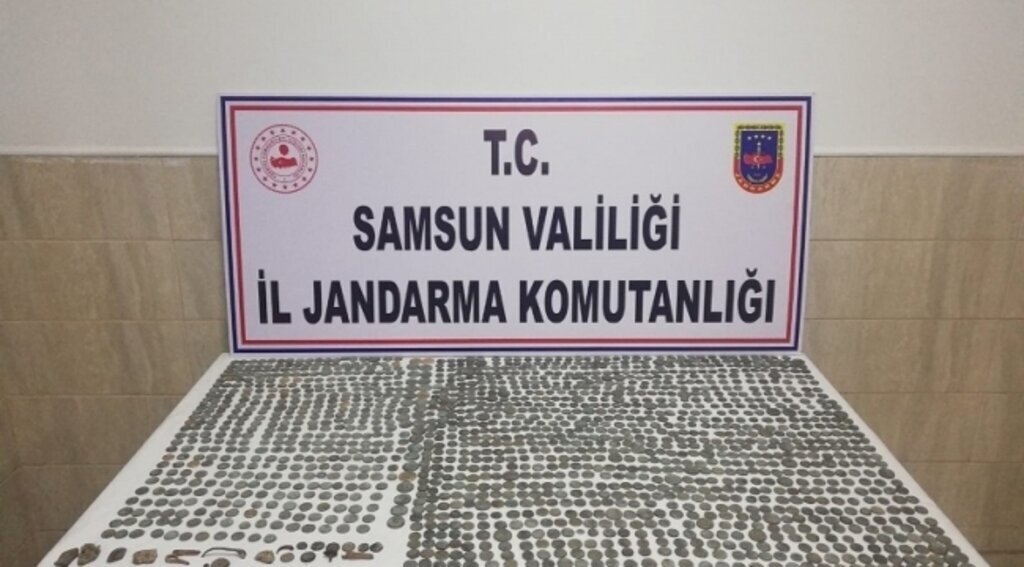 T.C.
SAMSUN VALİLİĞİ
İL JANDARMA KOMUTANLIĞI